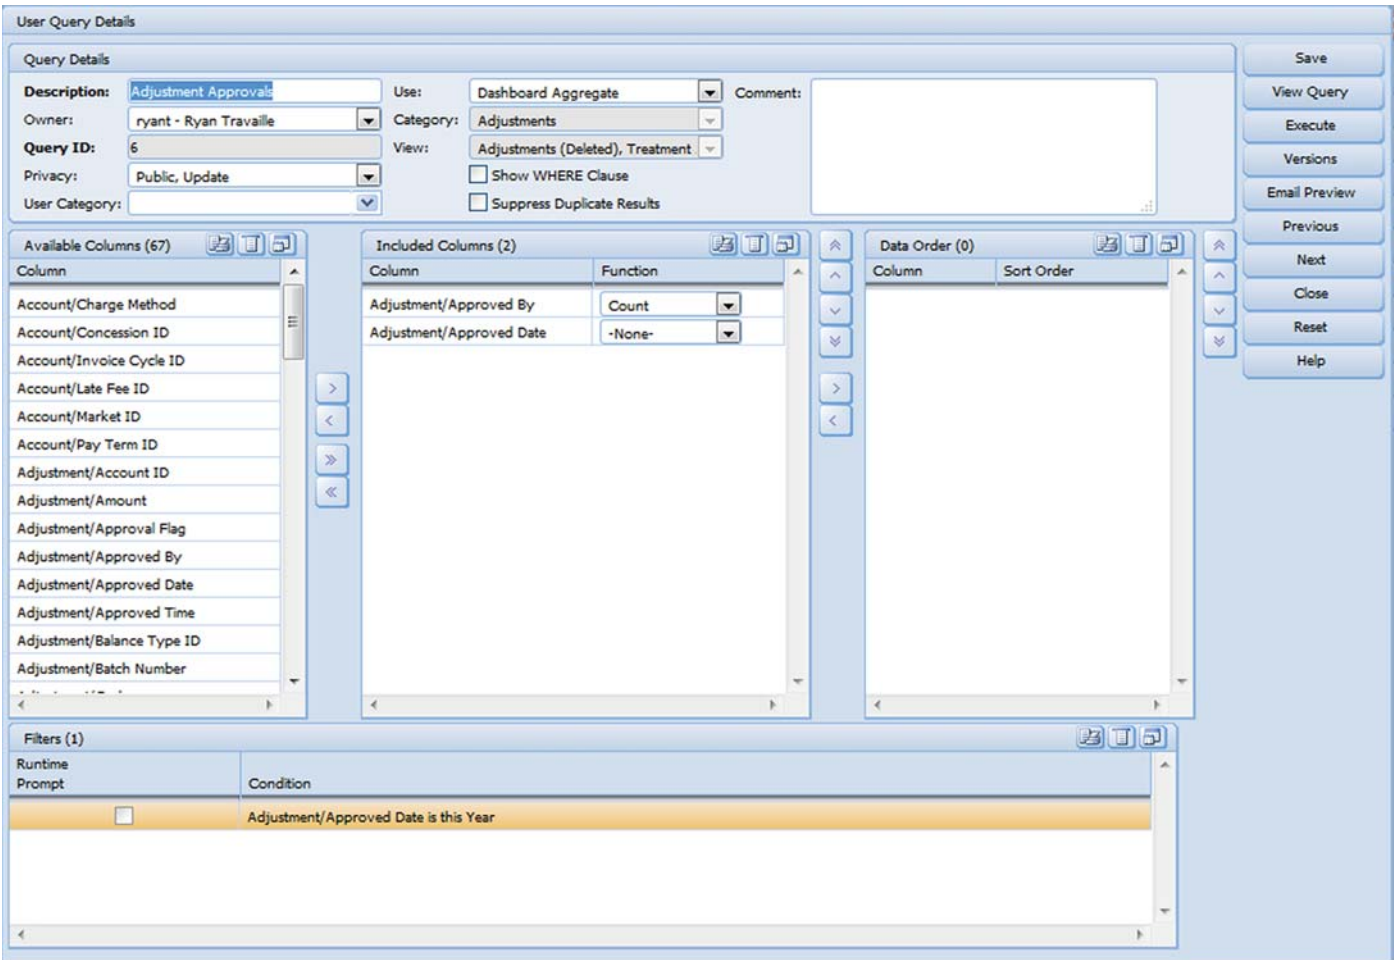 User Query Details
Query Details
Description: Adjustment Approvals Use: Dashboard Aggregate Comment:
Owner: ryant - Ryan Travaille Category: Adjustments
Query ID: 6 View: Adjustments (Deleted), Treatment
Privacy: Public, Update Show WHERE Clause
User Category: Suppress Duplicate Results
Save
View Query
Execute
Versions
Email Preview
Previous
Next
Close
Reset
Help
Available Columns (67)
Column
Account/Charge Method
Account/Concession ID
Account/Invoice Cycle ID
Account/Late Fee ID
Account/Market ID
Account/Pay Term ID
Adjustment/Account ID
Adjustment/Amount
Adjustment/Approval Flag
Adjustment/Approved By
Adjustment/Approved Date
Adjustment/Approved Time
Adjustment/Balance Type ID
Adjustment/Batch Number
Included Columns (2)
Column Function
Adjustment/Approved By Count
Adjustment/Approved Date -None-
Data Order (0)
Column Sort Order
Filters (1)
Runtime
Prompt Condition
Adjustment/Approved Date is this Year